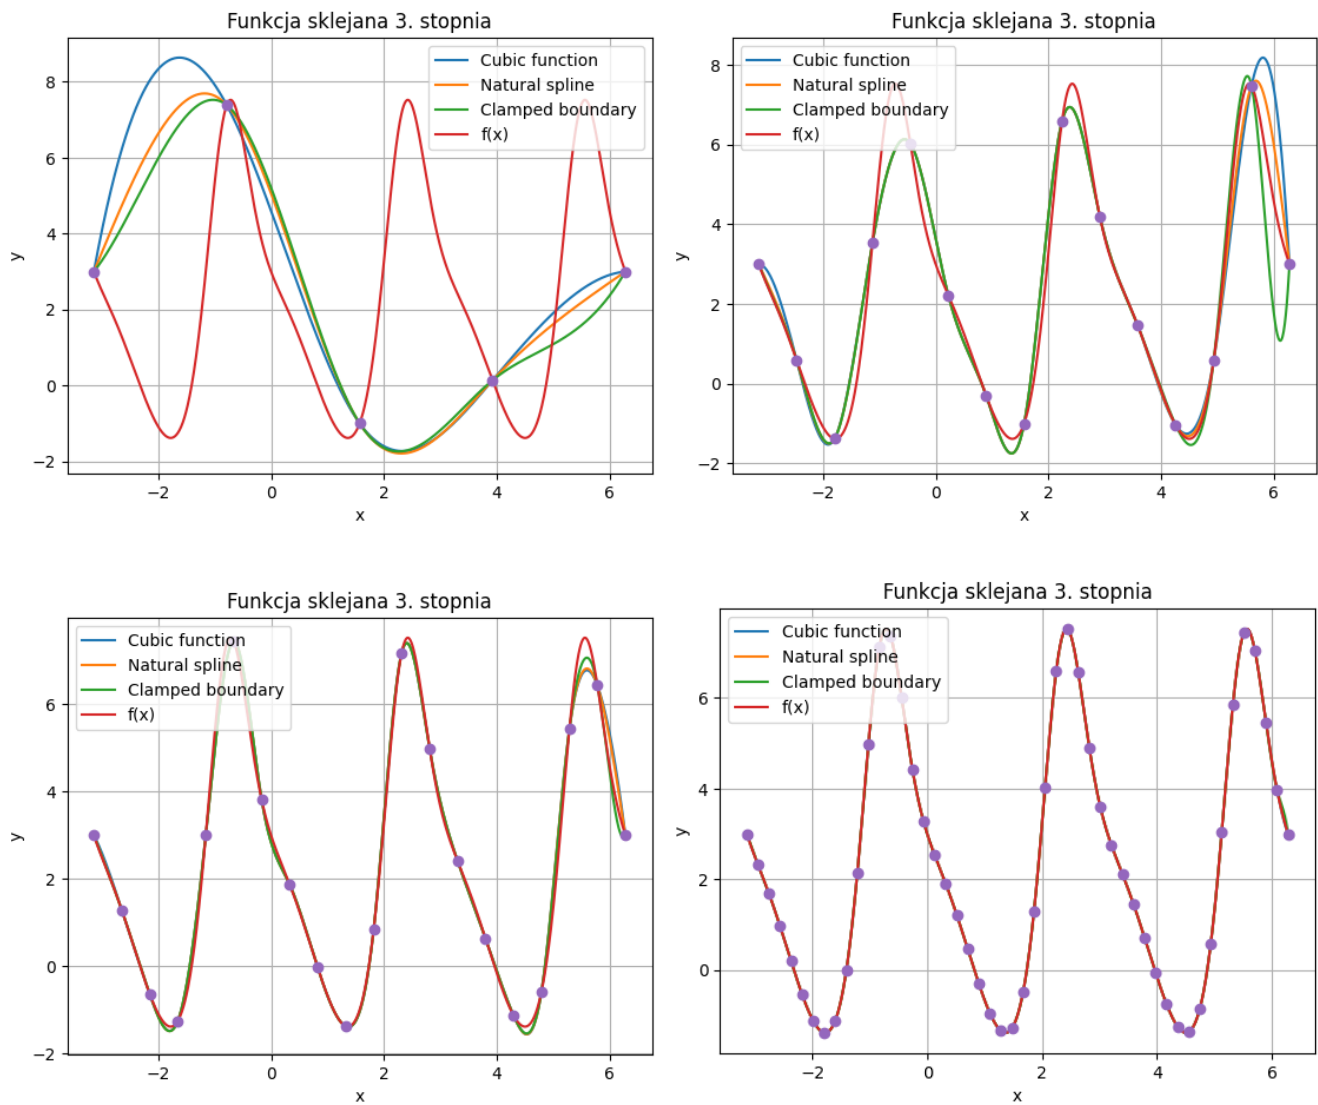 Funkcja sklejana 3. stopnia
Cubic function
Natural spline
Clamped boundary
f(x)
y
8
6
4
2
0
−2
−2
0
2
4
6
x
Funkcja sklejana 3. stopnia
Cubic function
Natural spline
Clamped boundary
f(x)
y
8
6
4
2
0
−2
−2
0
2
4
6
x
Funkcja sklejana 3. stopnia
Cubic function
Natural spline
Clamped boundary
f(x)
y
6
4
2
0
−2
−2
0
2
4
6
x
Funkcja sklejana 3. stopnia
Cubic function
Natural spline
Clamped boundary
f(x)
y
6
4
2
0
−2
0
2
4
6
x